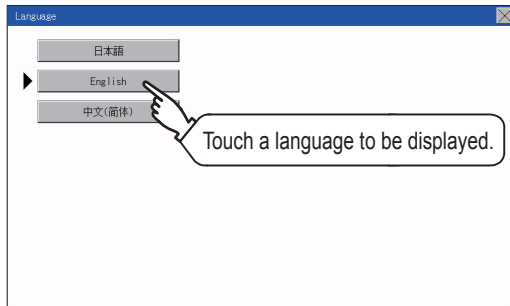 Language
日本語
English
中文(简体)
Touch a language to be displayed.